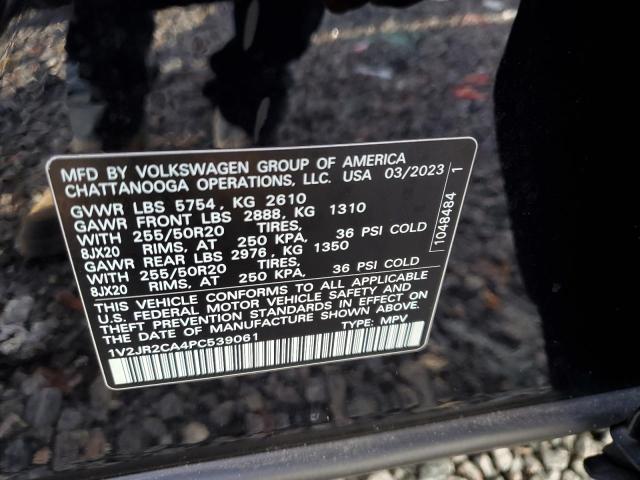 MFD BY VOLKSWAGEN GROUP OF AMERICA
CHATTANOOGA OPERATIONS, LLC. USA 03/2023
GVWR LBS 5754, KG 2610
GAWR FRONT LBS 2888, KG 1310
WITH 255/50R20 TIRES,
8JX20 RIMS, AT 250 KPA, 36 PSI COLD
GAWR REAR LBS 2976, KG 1350
WITH 255/50R20 TIRES,
8JX20 RIMS, AT 250 KPA, 36 PSI COLD
THIS VEHICLE CONFORMS TO ALL APPLICABLE
U.S. FEDERAL MOTOR VEHICLE SAFETY AND
THEFT PREVENTION STANDARDS IN EFFECT ON
THE DATE OF MANUFACTURE SHOWN ABOVE
1V2JR2CA4PC539061 TYPE: MPV
1048484 1